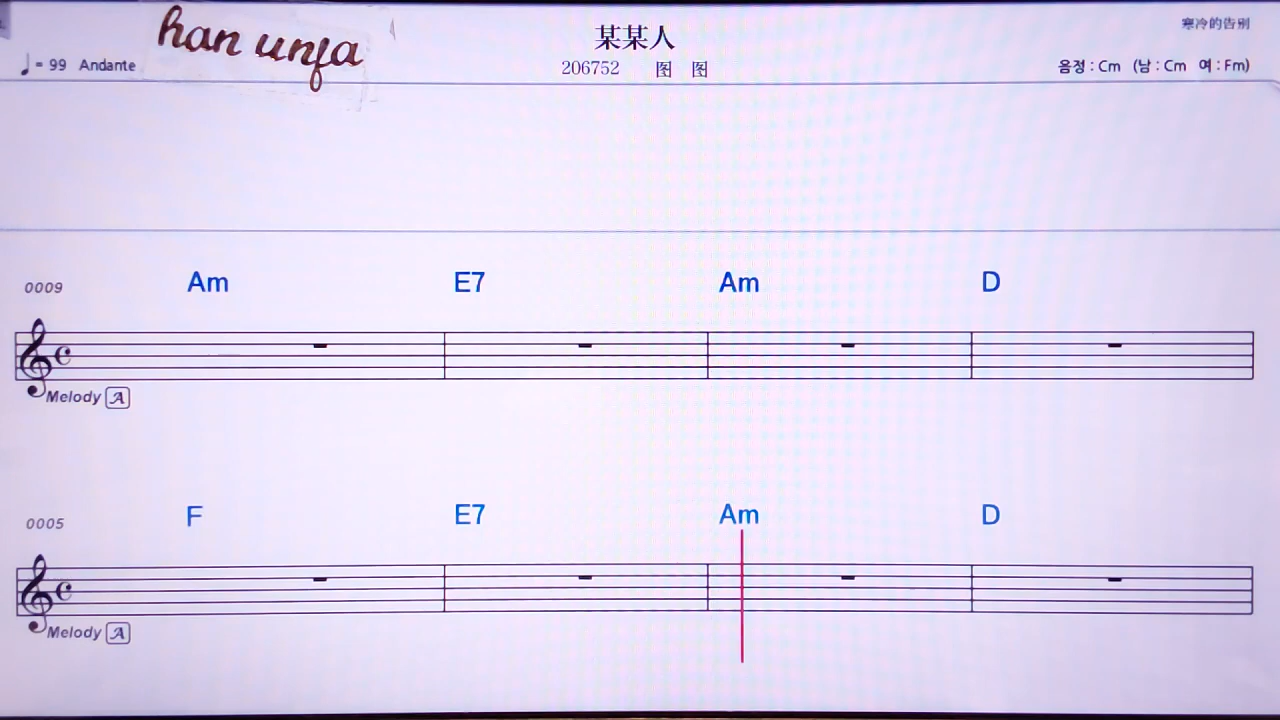 han unja
某某人
寒冷的告别
♩ = 99 Andante
206752 图 图
음정 : Cm (남 : Cm 여 : Fm)
0009 Am E7 Am D
Melody A
0005 F E7 Am D
Melody A